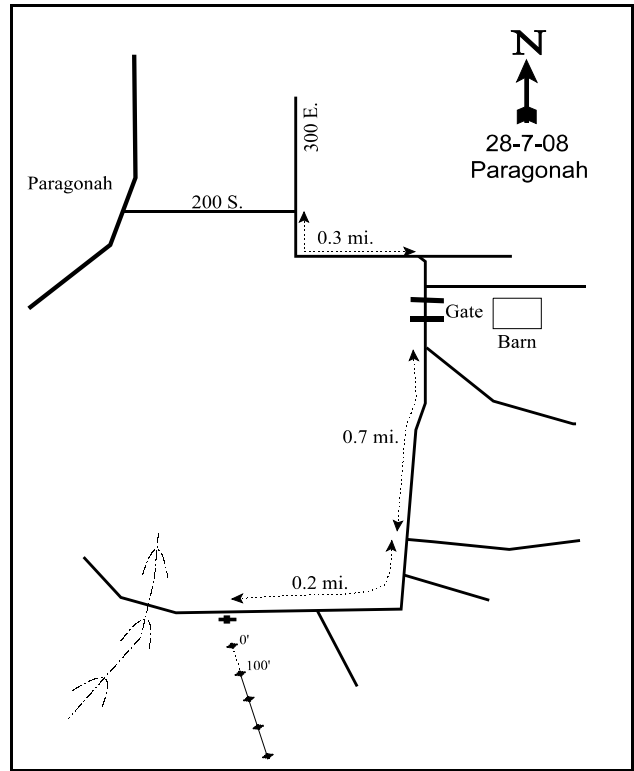 N
28-7-08
Paragonah
300 E.
Paragonah
200 S.
0.3 mi.
Gate
Barn
0.7 mi.
0.2 mi.
0'
100'